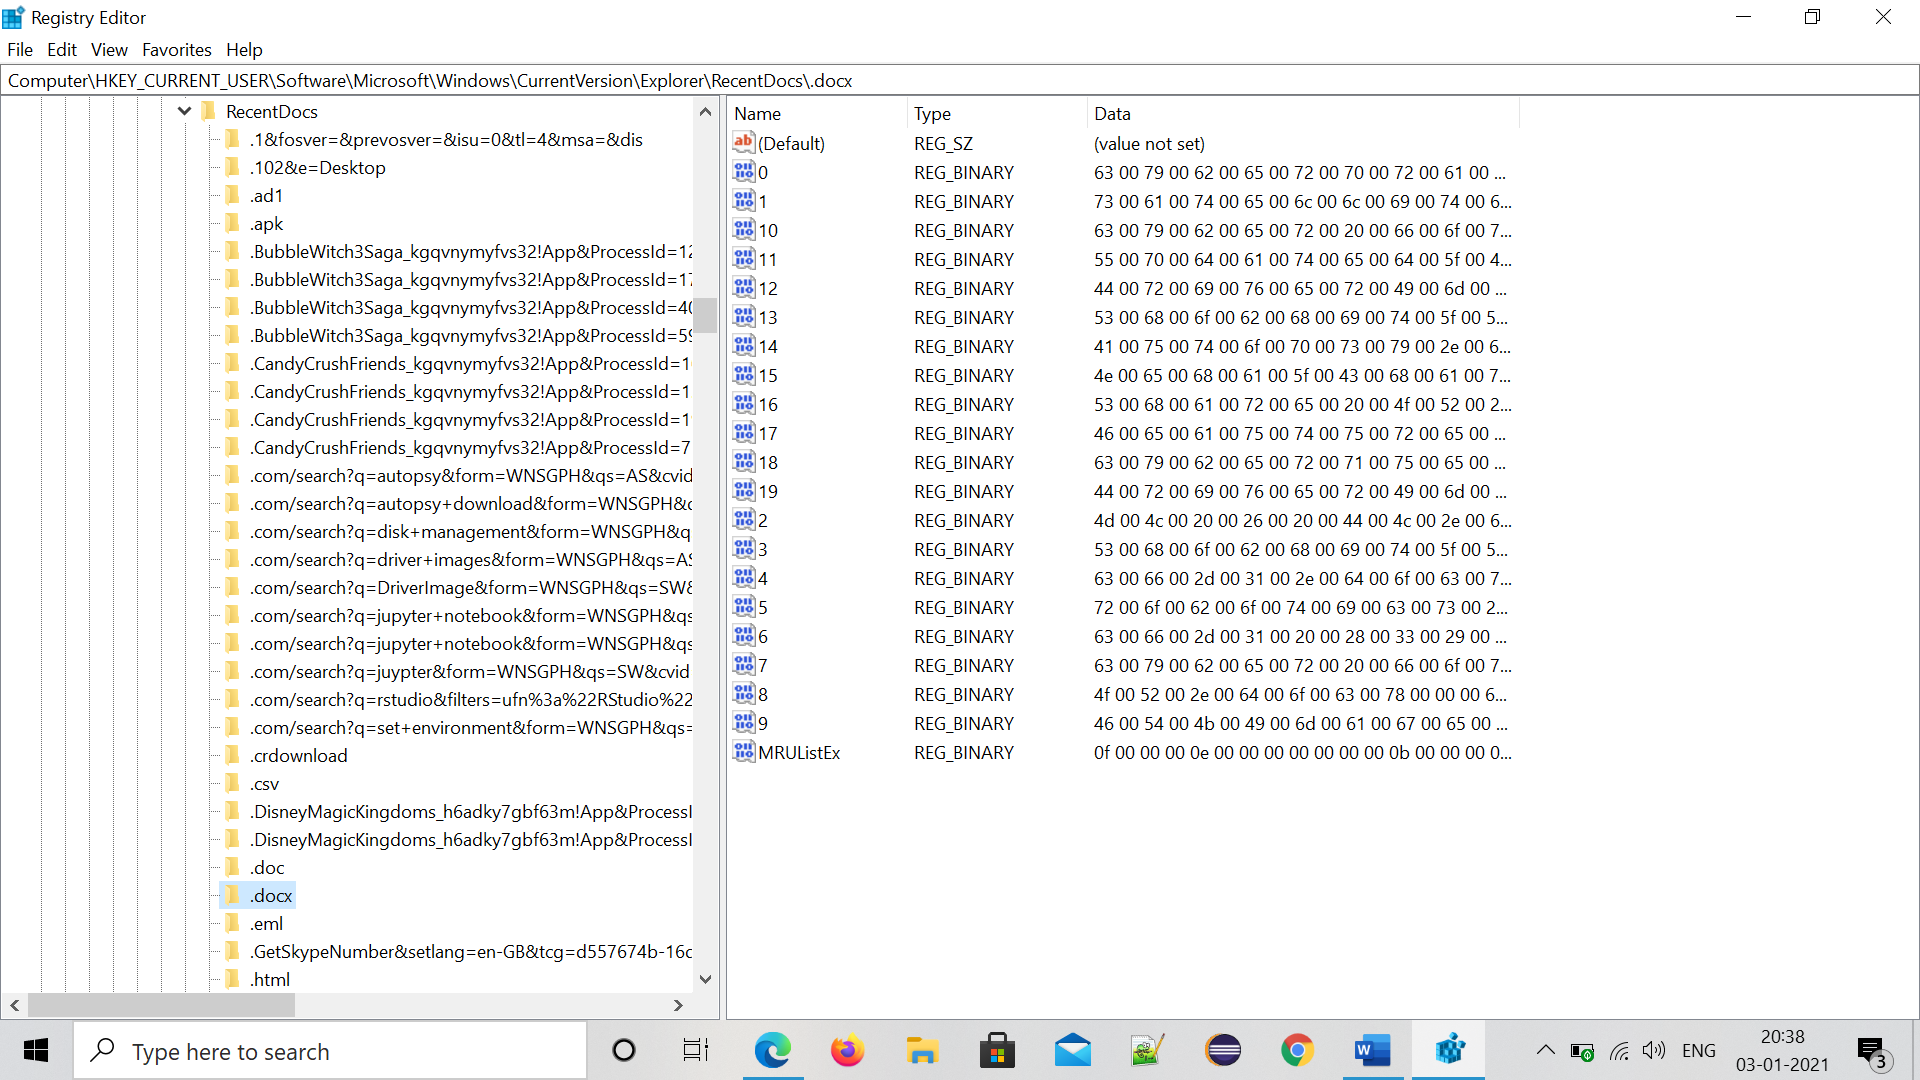 Registry Editor
File Edit View Favorites Help
Computer\HKEY_CURRENT_USER\Software\Microsoft\Windows\CurrentVersion\Explorer\RecentDocs\.docx
RecentDocs
.1&fosver=&prevosver=&isu=0&tl=4&msa=&dis
.102&e=Desktop
.ad1
.apk
.BubbleWitch3Saga_kgqvnymyfvs32!App&ProcessId=12
.BubbleWitch3Saga_kgqvnymyfvs32!App&ProcessId=17
.BubbleWitch3Saga_kgqvnymyfvs32!App&ProcessId=40
.BubbleWitch3Saga_kgqvnymyfvs32!App&ProcessId=59
.CandyCrushFriends_kgqvnymyfvs32!App&ProcessId=1
.CandyCrushFriends_kgqvnymyfvs32!App&ProcessId=1
.CandyCrushFriends_kgqvnymyfvs32!App&ProcessId=1
.CandyCrushFriends_kgqvnymyfvs32!App&ProcessId=7
.com/search?q=autopsy&form=WNSGPH&qs=AS&cvid
.com/search?q=autopsy+download&form=WNSGPH&q
.com/search?q=disk+management&form=WNSGPH&q
.com/search?q=driver+images&form=WNSGPH&qs=AS
.com/search?q=DriverImage&form=WNSGPH&qs=SW&
.com/search?q=jupyter+notebook&form=WNSGPH&qs
.com/search?q=jupyter+notebook&form=WNSGPH&qs
.com/search?q=juypter&form=WNSGPH&qs=SW&cvid
.com/search?q=rstudio&filters=ufn%3a%22RStudio%22
.com/search?q=set+environment&form=WNSGPH&qs=
.crdownload
.csv
.DisneyMagicKingdoms_h6adky7gbf63m!App&ProcessI
.DisneyMagicKingdoms_h6adky7gbf63m!App&ProcessI
.doc
.docx
.eml
.GetSkypeNumber&setlang=en-GB&tcg=d557674b-16c
.html
Name Type Data
(Default) REG_SZ (value not set)
0 REG_BINARY 63 00 79 00 62 00 65 00 72 00 70 00 72 00 61 00 ...
1 REG_BINARY 73 00 61 00 74 00 65 00 6c 00 6c 00 69 00 74 00 6...
10 REG_BINARY 63 00 79 00 62 00 65 00 72 00 20 00 66 00 6f 00 7...
11 REG_BINARY 55 00 70 00 64 00 61 00 74 00 65 00 64 00 5f 00 4...
12 REG_BINARY 44 00 72 00 69 00 76 00 65 00 72 00 49 00 6d 00 ...
13 REG_BINARY 53 00 68 00 6f 00 62 00 68 00 69 00 74 00 5f 00 5...
14 REG_BINARY 41 00 75 00 74 00 6f 00 70 00 73 00 79 00 2e 00 6...
15 REG_BINARY 4e 00 65 00 68 00 61 00 5f 00 43 00 68 00 61 00 7...
16 REG_BINARY 53 00 68 00 61 00 72 00 65 00 20 00 4f 00 52 00 2...
17 REG_BINARY 46 00 65 00 61 00 75 00 74 00 75 00 72 00 65 00 ...
18 REG_BINARY 63 00 79 00 62 00 65 00 72 00 71 00 75 00 65 00 ...
19 REG_BINARY 44 00 72 00 69 00 76 00 65 00 72 00 49 00 6d 00 ...
2 REG_BINARY 4d 00 4c 00 20 00 26 00 20 00 44 00 4c 00 2e 00 6...
3 REG_BINARY 53 00 68 00 6f 00 62 00 68 00 69 00 74 00 5f 00 5...
4 REG_BINARY 63 00 66 00 2d 00 31 00 2e 00 64 00 6f 00 63 00 7...
5 REG_BINARY 72 00 6f 00 62 00 6f 00 74 00 69 00 63 00 73 00 2...
6 REG_BINARY 63 00 66 00 2d 00 31 00 20 00 28 00 33 00 29 00 ...
7 REG_BINARY 63 00 79 00 62 00 65 00 72 00 20 00 66 00 6f 00 7...
8 REG_BINARY 4f 00 52 00 2e 00 64 00 6f 00 63 00 78 00 00 00 6...
9 REG_BINARY 46 00 54 00 4b 00 49 00 6d 00 61 00 67 00 65 00 ...
MRUListEx REG_BINARY 0f 00 00 00 0e 00 00 00 00 00 00 00 0b 00 00 00 0...
Type here to search
ENG
20:38
03-01-2021
3